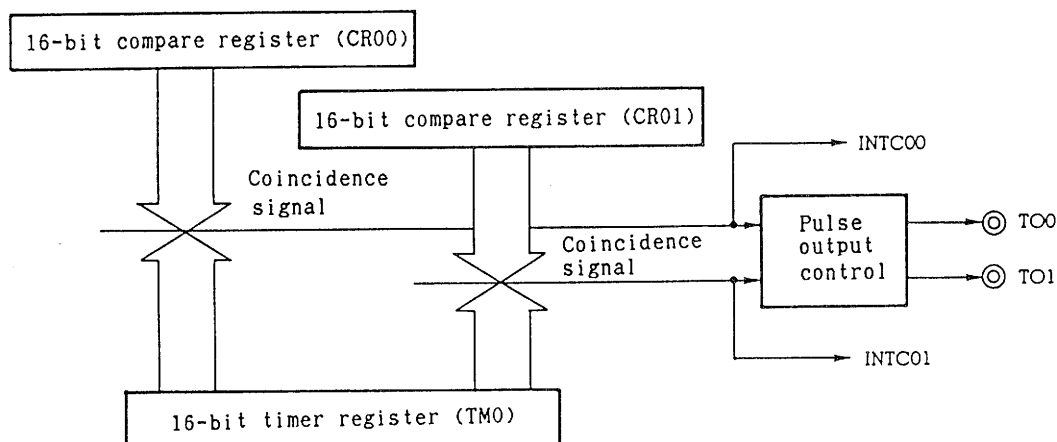 16-bit compare register (CR00)
16-bit compare register (CR01)
INTC00
Coincidence
signal
Coincidence
signal
Pulse
output
control
TO0
TO1
INTC01
16-bit timer register (TM0)